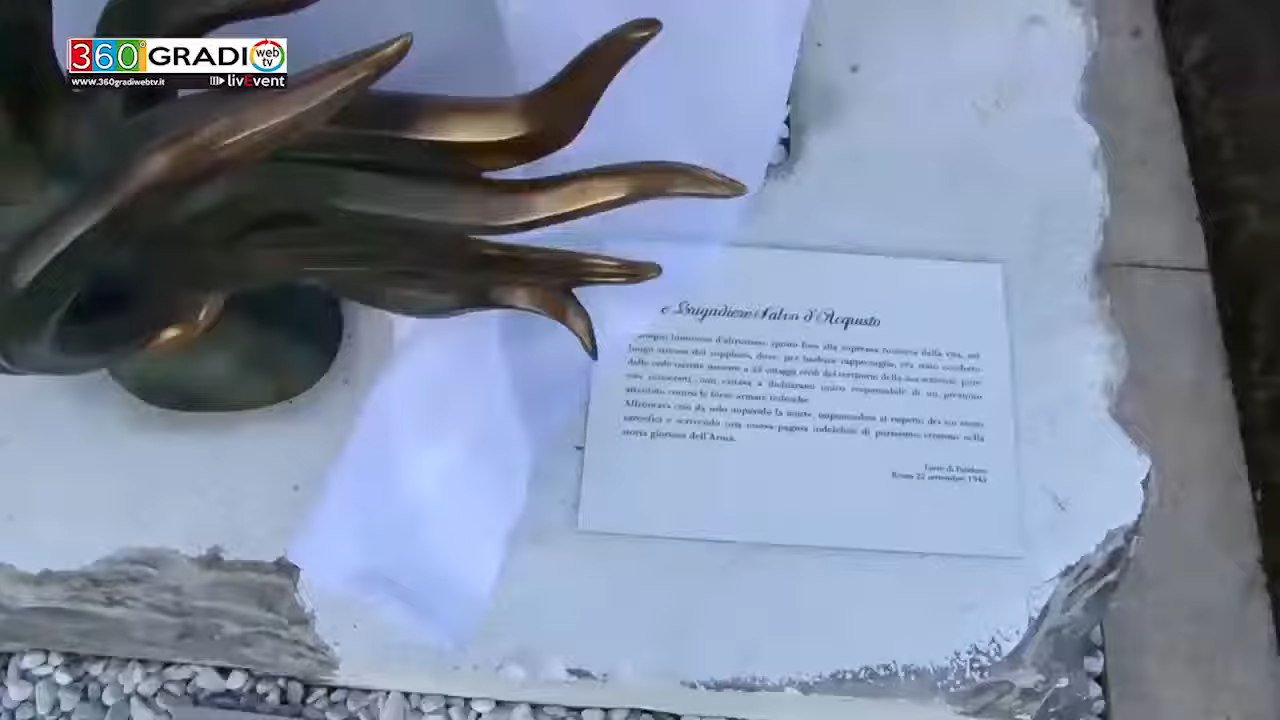 360° GRADI web tv
www.360gradiwebtv.it livEvent
e Brigadiere Salvo d'Acquisto
luminoso d'altruismo, spinto fino alla suprema rinuncia della vita, sul
luogo stesso del supplizio, dove, per barbara rappresaglia, era stato condotto
dalle orde naziste insieme a 22 ostaggi civili del territorio della sua stazione, pure
essi innocenti, non esitava a dichiararsi unico responsabile di un presunto
attentato contro le forze armate tedesche.
Affrontava così da solo impavido la morte, imponendosi al rispetto dei suoi stessi
carnefici e scrivendo una nuova pagina indelebile di purissimo eroismo nella
storia gloriosa dell'Arma.
Torre di Palidoro
Roma 23 settembre 1943